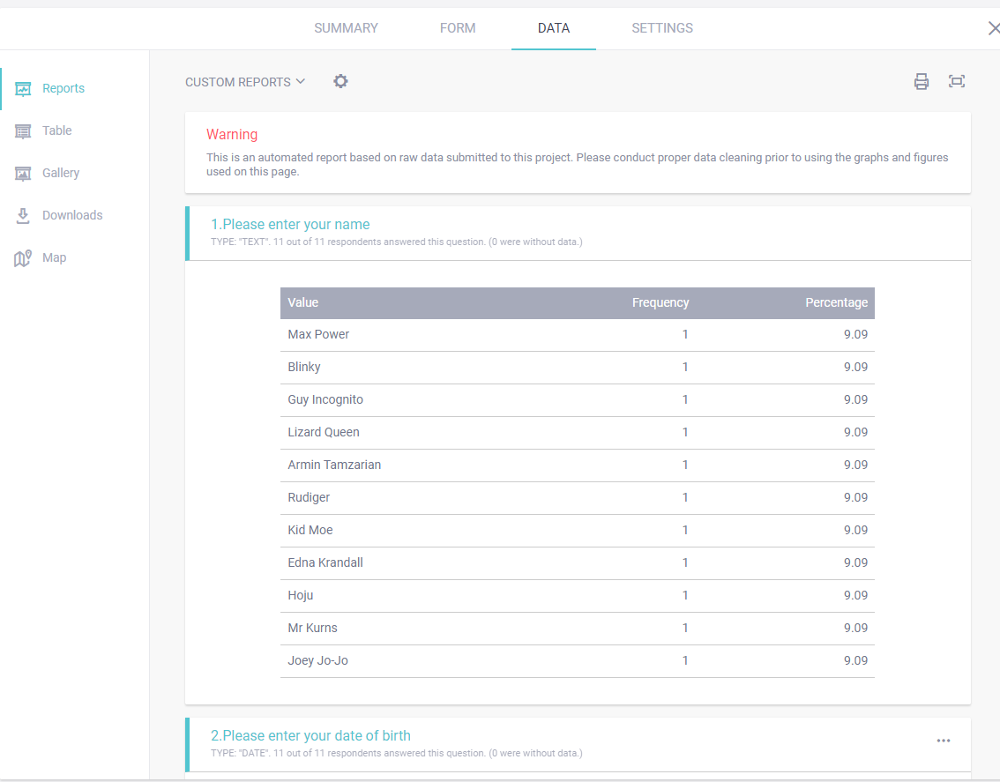 SUMMARY FORM DATA SETTINGS
Reports
Table
Gallery
Downloads
Map
CUSTOM REPORTS
Warning
This is an automated report based on raw data submitted to this project. Please conduct proper data cleaning prior to using the graphs and figures
used on this page.
1.Please enter your name
TYPE: "TEXT". 11 out of 11 respondents answered this question. (0 were without data.)
Value Frequency Percentage
Max Power 1 9.09
Blinky 1 9.09
Guy Incognito 1 9.09
Lizard Queen 1 9.09
Armin Tamzarian 1 9.09
Rudiger 1 9.09
Kid Moe 1 9.09
Edna Krandall 1 9.09
Hoju 1 9.09
Mr Kurns 1 9.09
Joey Jo-Jo 1 9.09
2.Please enter your date of birth
TYPE: "DATE". 11 out of 11 respondents answered this question. (0 were without data.)